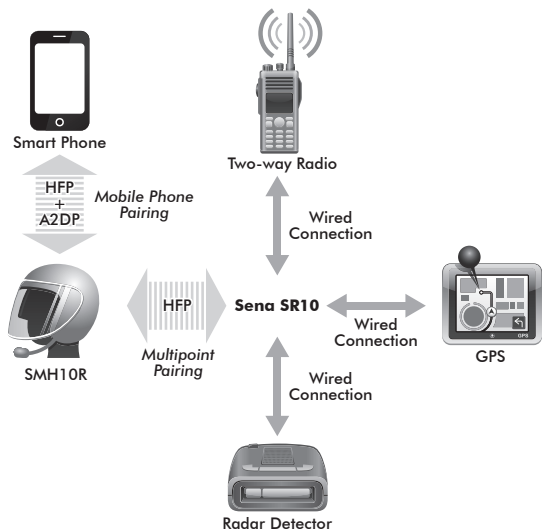 Smart Phone
Two-way Radio
HFP
+
A2DP
Mobile Phone
Pairing
Wired
Connection
HFP
Sena SR10
Wired
Connection
GPS
GPS
SMH10R
Multipoint
Pairing
Wired
Connection
Radar Detector